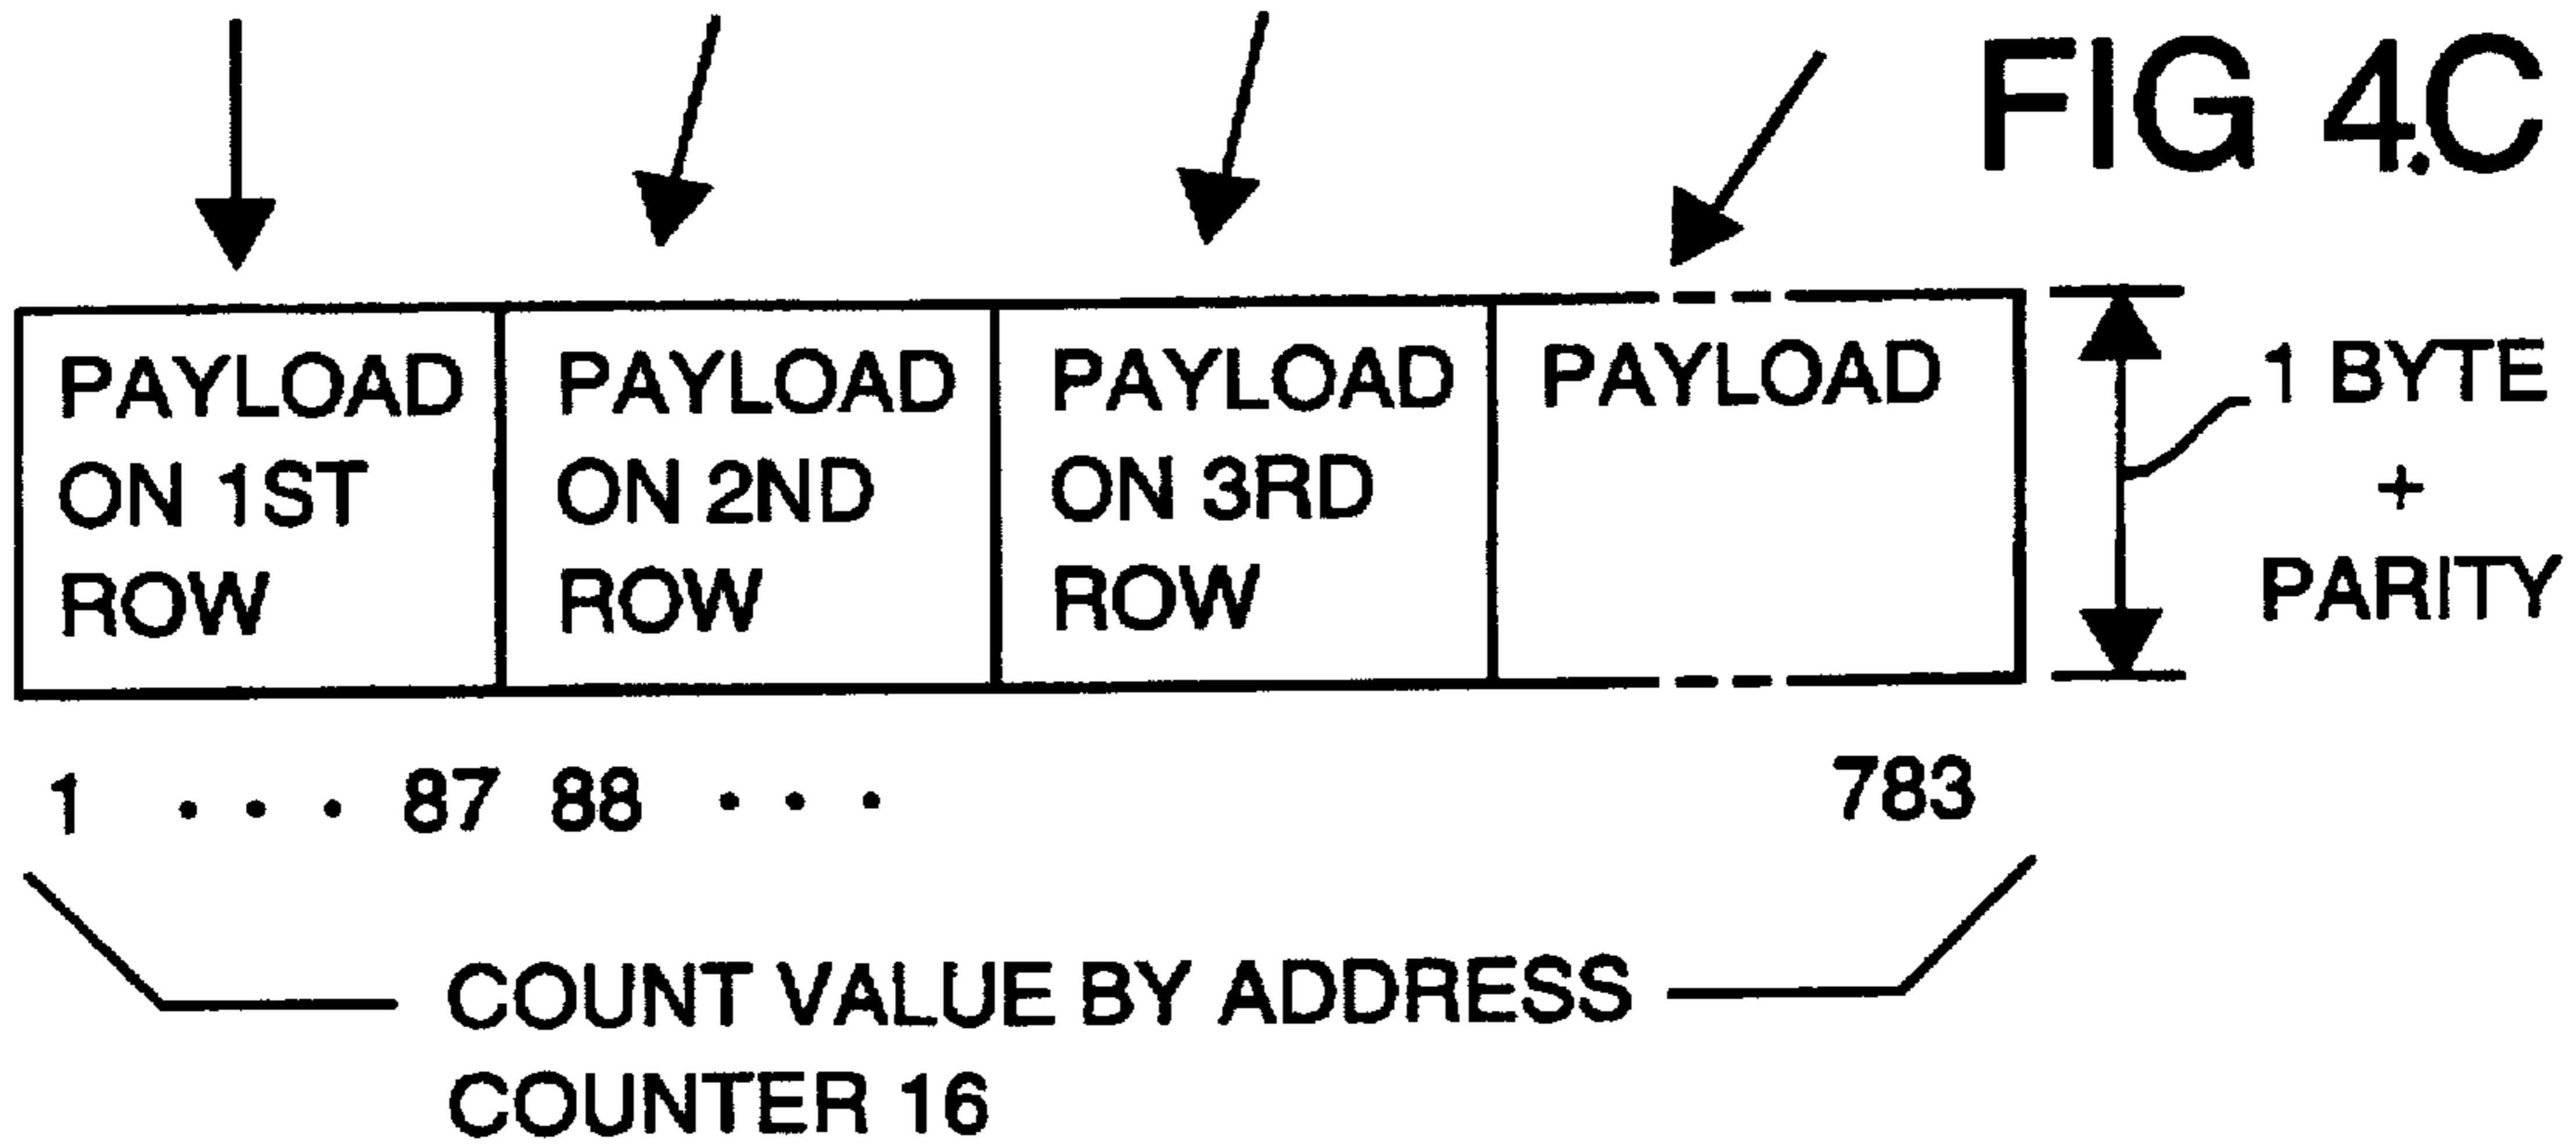 FIG 4.C
PAYLOAD
ON 1ST
ROW
PAYLOAD
ON 2ND
ROW
PAYLOAD
ON 3RD
ROW
PAYLOAD
1 BYTE
+
PARITY
1 ... 87 88 ... 783
COUNT VALUE BY ADDRESS
COUNTER 16